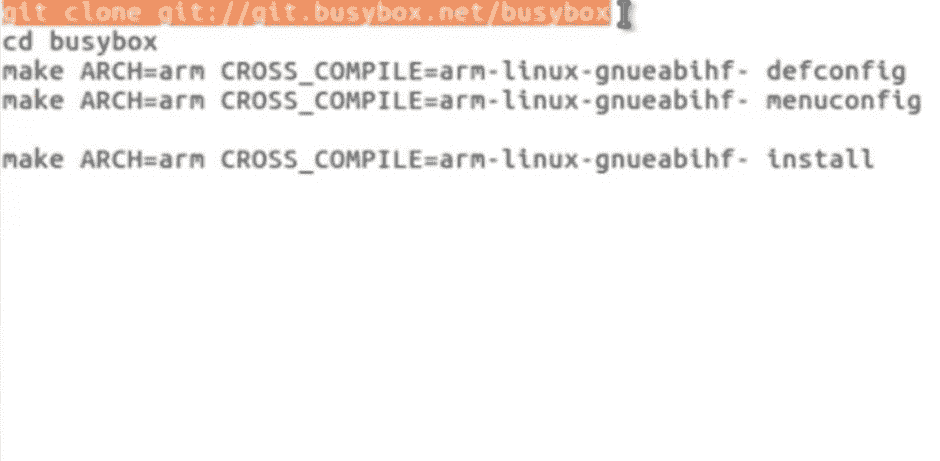 git clone git://git.busybox.net/busybox
cd busybox
make ARCH=arm CROSS_COMPILE=arm-linux-gnueabihf- defconfig
make ARCH=arm CROSS_COMPILE=arm-linux-gnueabihf- menuconfig
make ARCH=arm CROSS_COMPILE=arm-linux-gnueabihf- install